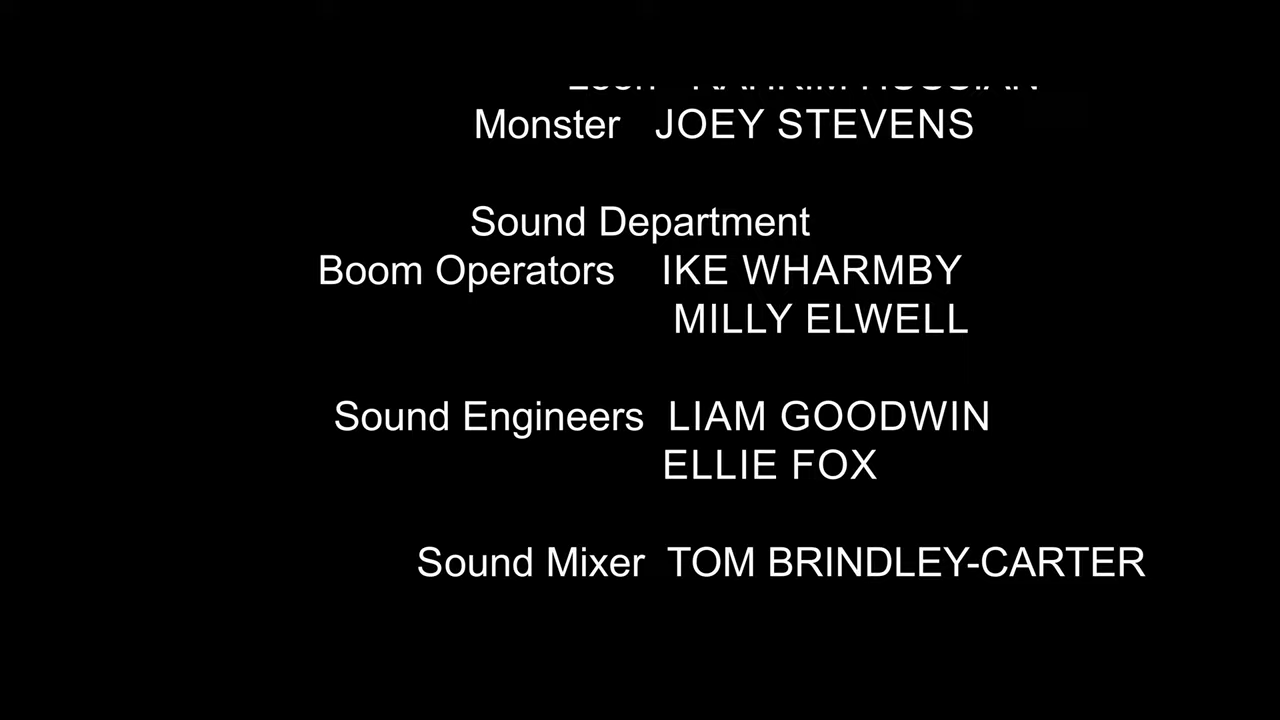 Monster JOEY STEVENS
Sound Department
Boom Operators IKE WHARMBY
MILLY ELWELL
Sound Engineers LIAM GOODWIN
ELLIE FOX
Sound Mixer TOM BRINDLEY-CARTER